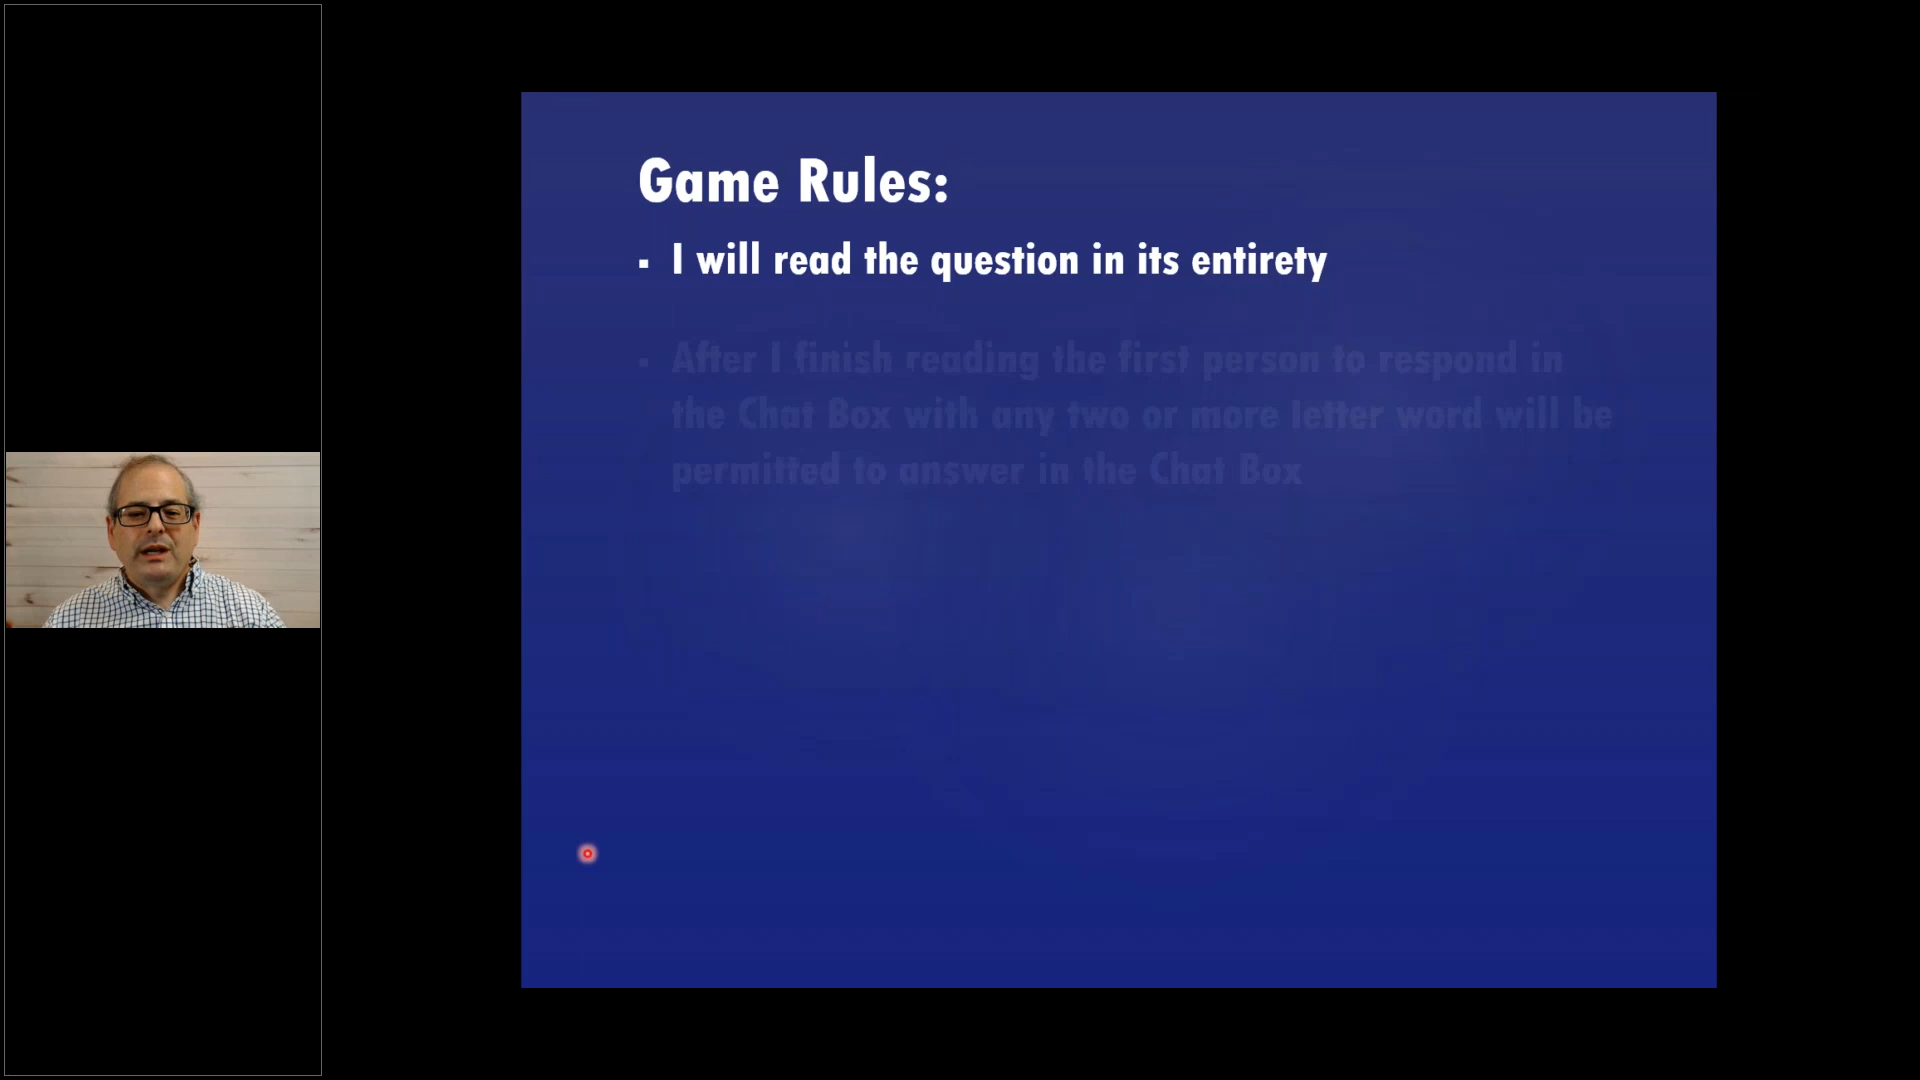 Game Rules:
▪ I will read the question in its entirety
▪ After I finish reading the first person to respond in
the Chat Box with any two or more letter word will be
permitted to answer in the Chat Box